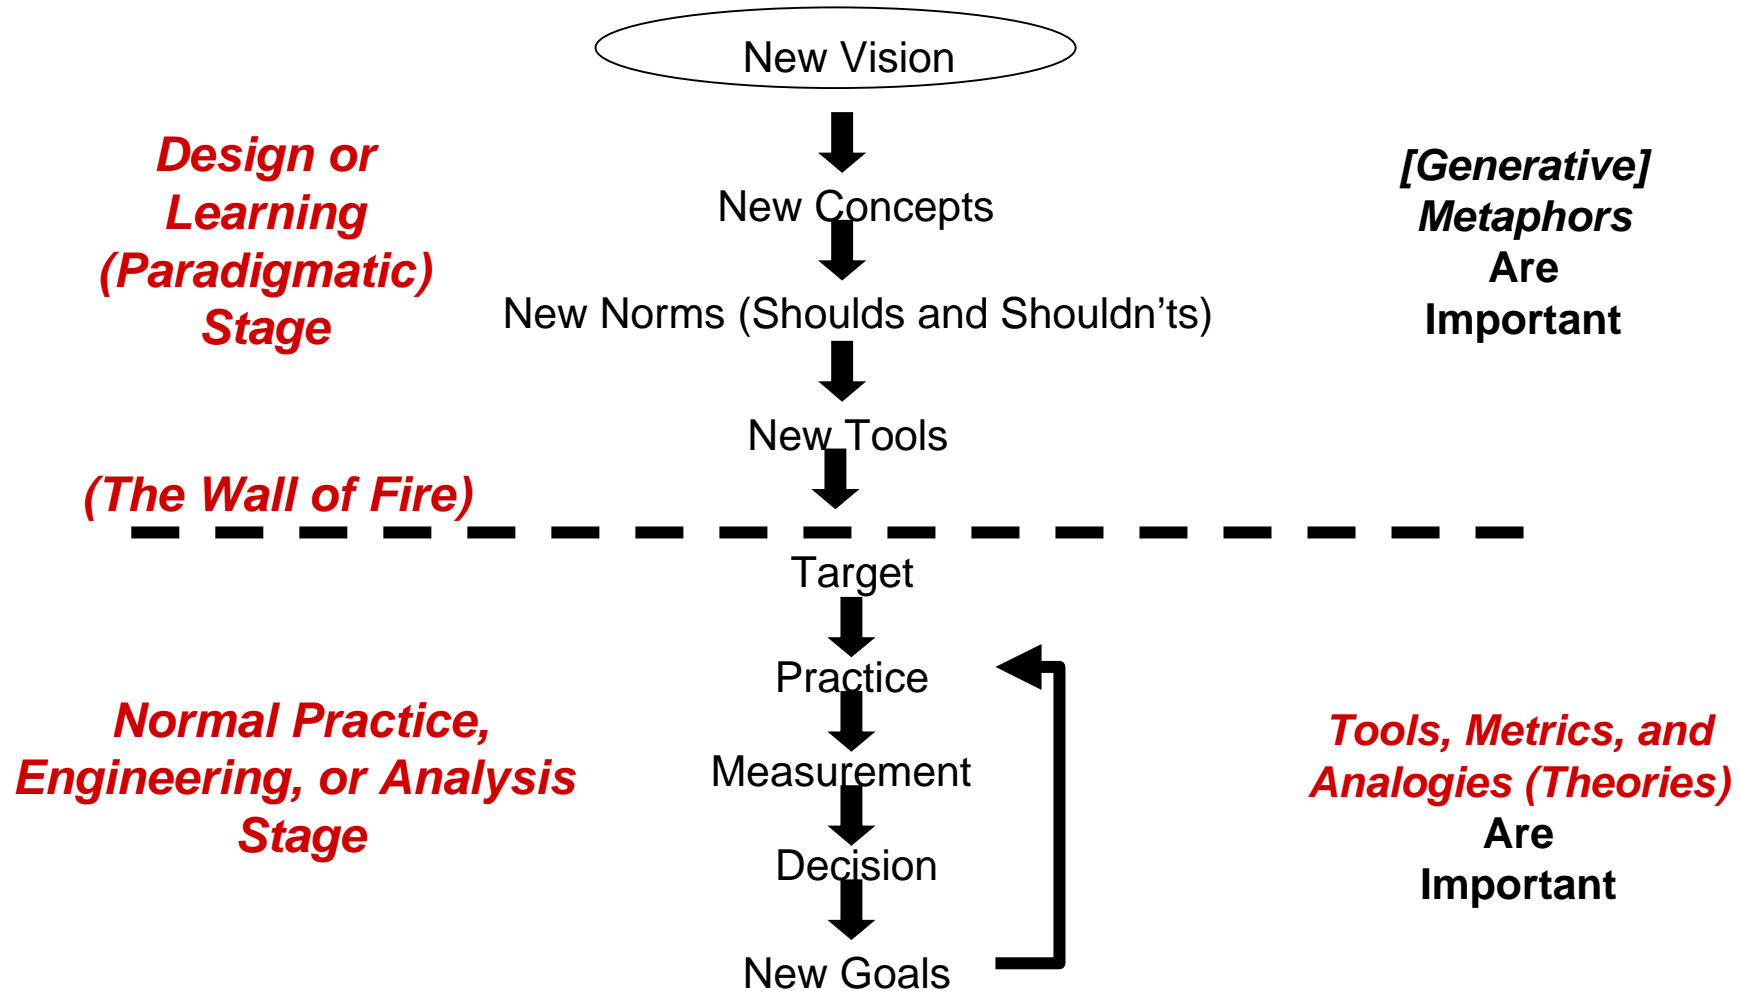 New Vision
Design or
Learning
(Paradigmatic)
Stage
[Generative]
Metaphors
Are
Important
New Concepts
New Norms (Shoulds and Shouldn’ts)
New Tools
(The Wall of Fire)
Target
Practice
Measurement
Decision
New Goals
Normal Practice,
Engineering, or Analysis
Stage
Tools, Metrics, and
Analogies (Theories)
Are
Important